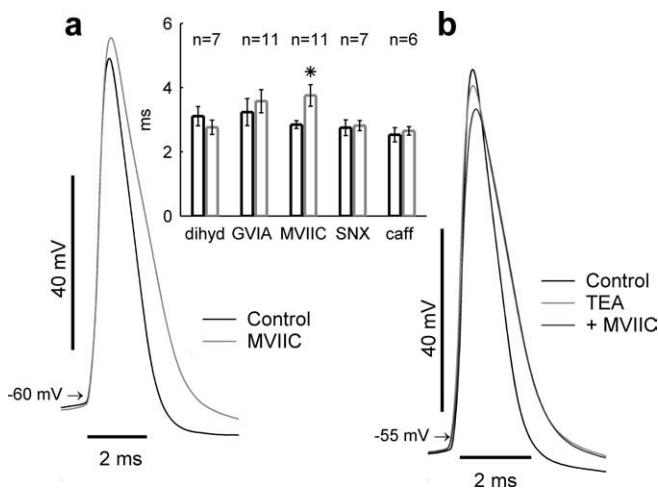 a
6
4
2
0
ms
n=7 n=11 n=11 n=7 n=6
*
dihyd GVIA MVIIC SNX caff
40 mV
Control
MVIIC
-60 mV →
2 ms
b
40 mV
Control
TEA
+ MVIIC
-55 mV →
2 ms